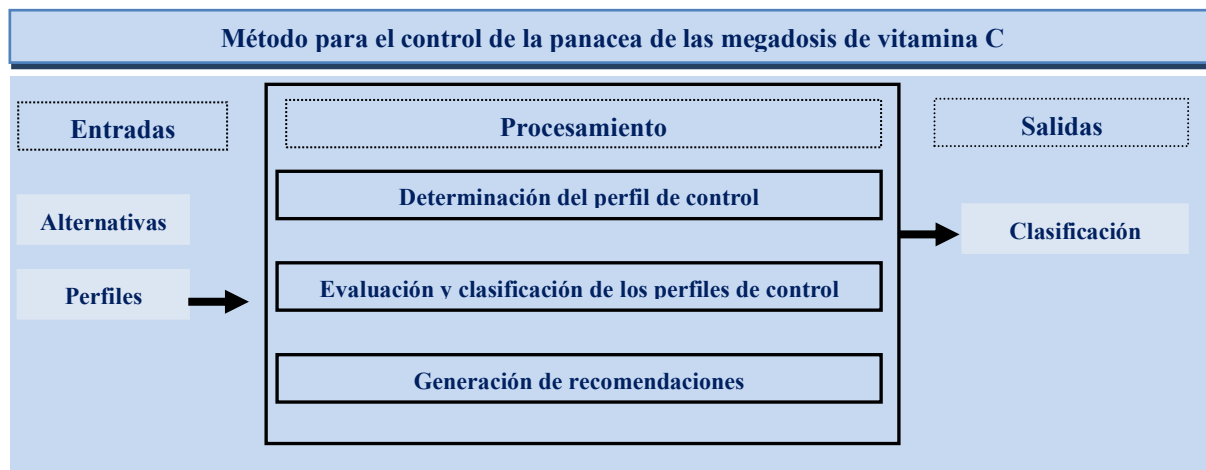 Método para el control de la panacea de las megadosis de vitamina C
Entradas
Procesamiento
Salidas
Alternativas
Perfiles
Determinación del perfil de control
Evaluación y clasificación de los perfiles de control
Generación de recomendaciones
Clasificación